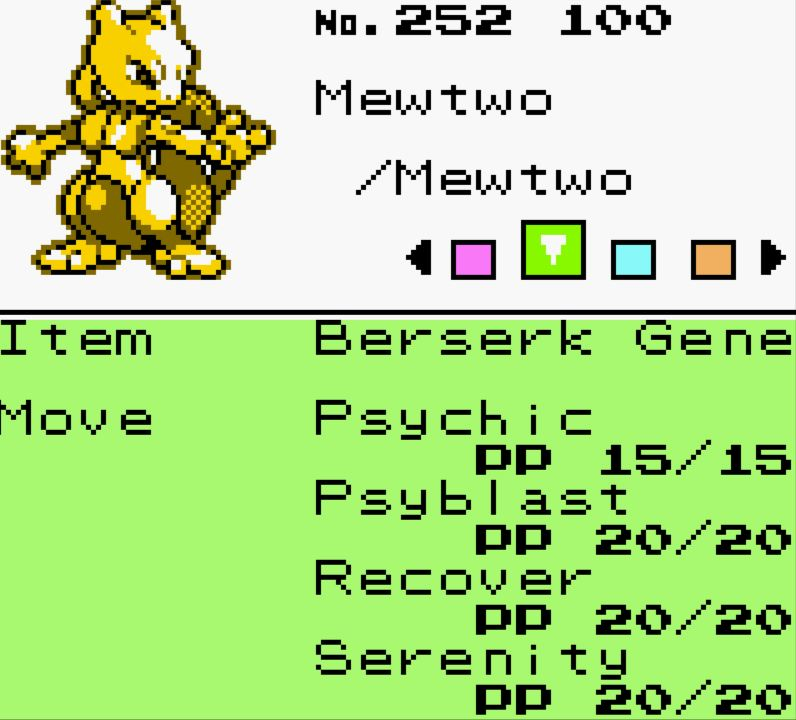 No. 252 100
Mewtwo
/Mewtwo
Item Berserk Gene
Move Psychic
PP 15/15
Psyblast
PP 20/20
Recover
PP 20/20
Serenity
PP 20/20